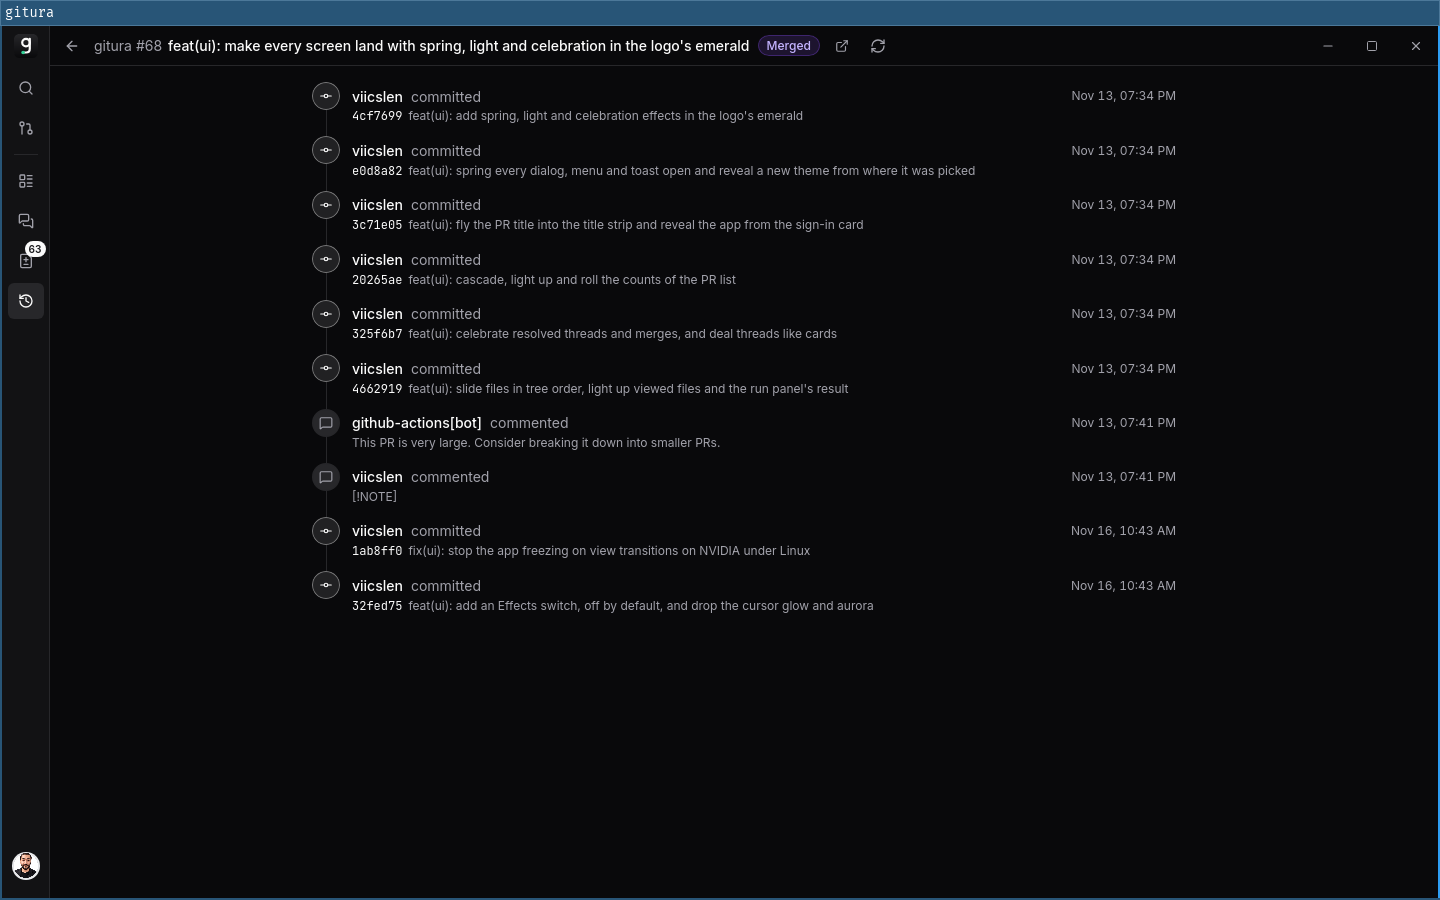 gitura
g
gitura #68 feat(ui): make every screen land with spring, light and celebration in the logo's emerald Merged
63
viicslen committed Nov 13, 07:34 PM
4cf7699 feat(ui): add spring, light and celebration effects in the logo's emerald
viicslen committed Nov 13, 07:34 PM
e0d8a82 feat(ui): spring every dialog, menu and toast open and reveal a new theme from where it was picked
viicslen committed Nov 13, 07:34 PM
3c71e05 feat(ui): fly the PR title into the title strip and reveal the app from the sign-in card
viicslen committed Nov 13, 07:34 PM
20265ae feat(ui): cascade, light up and roll the counts of the PR list
viicslen committed Nov 13, 07:34 PM
325f6b7 feat(ui): celebrate resolved threads and merges, and deal threads like cards
viicslen committed Nov 13, 07:34 PM
4662919 feat(ui): slide files in tree order, light up viewed files and the run panel's result
github-actions[bot] commented Nov 13, 07:41 PM
This PR is very large. Consider breaking it down into smaller PRs.
viicslen commented Nov 13, 07:41 PM
[!NOTE]
viicslen committed Nov 16, 10:43 AM
1ab8ff0 fix(ui): stop the app freezing on view transitions on NVIDIA under Linux
viicslen committed Nov 16, 10:43 AM
32fed75 feat(ui): add an Effects switch, off by default, and drop the cursor glow and aurora